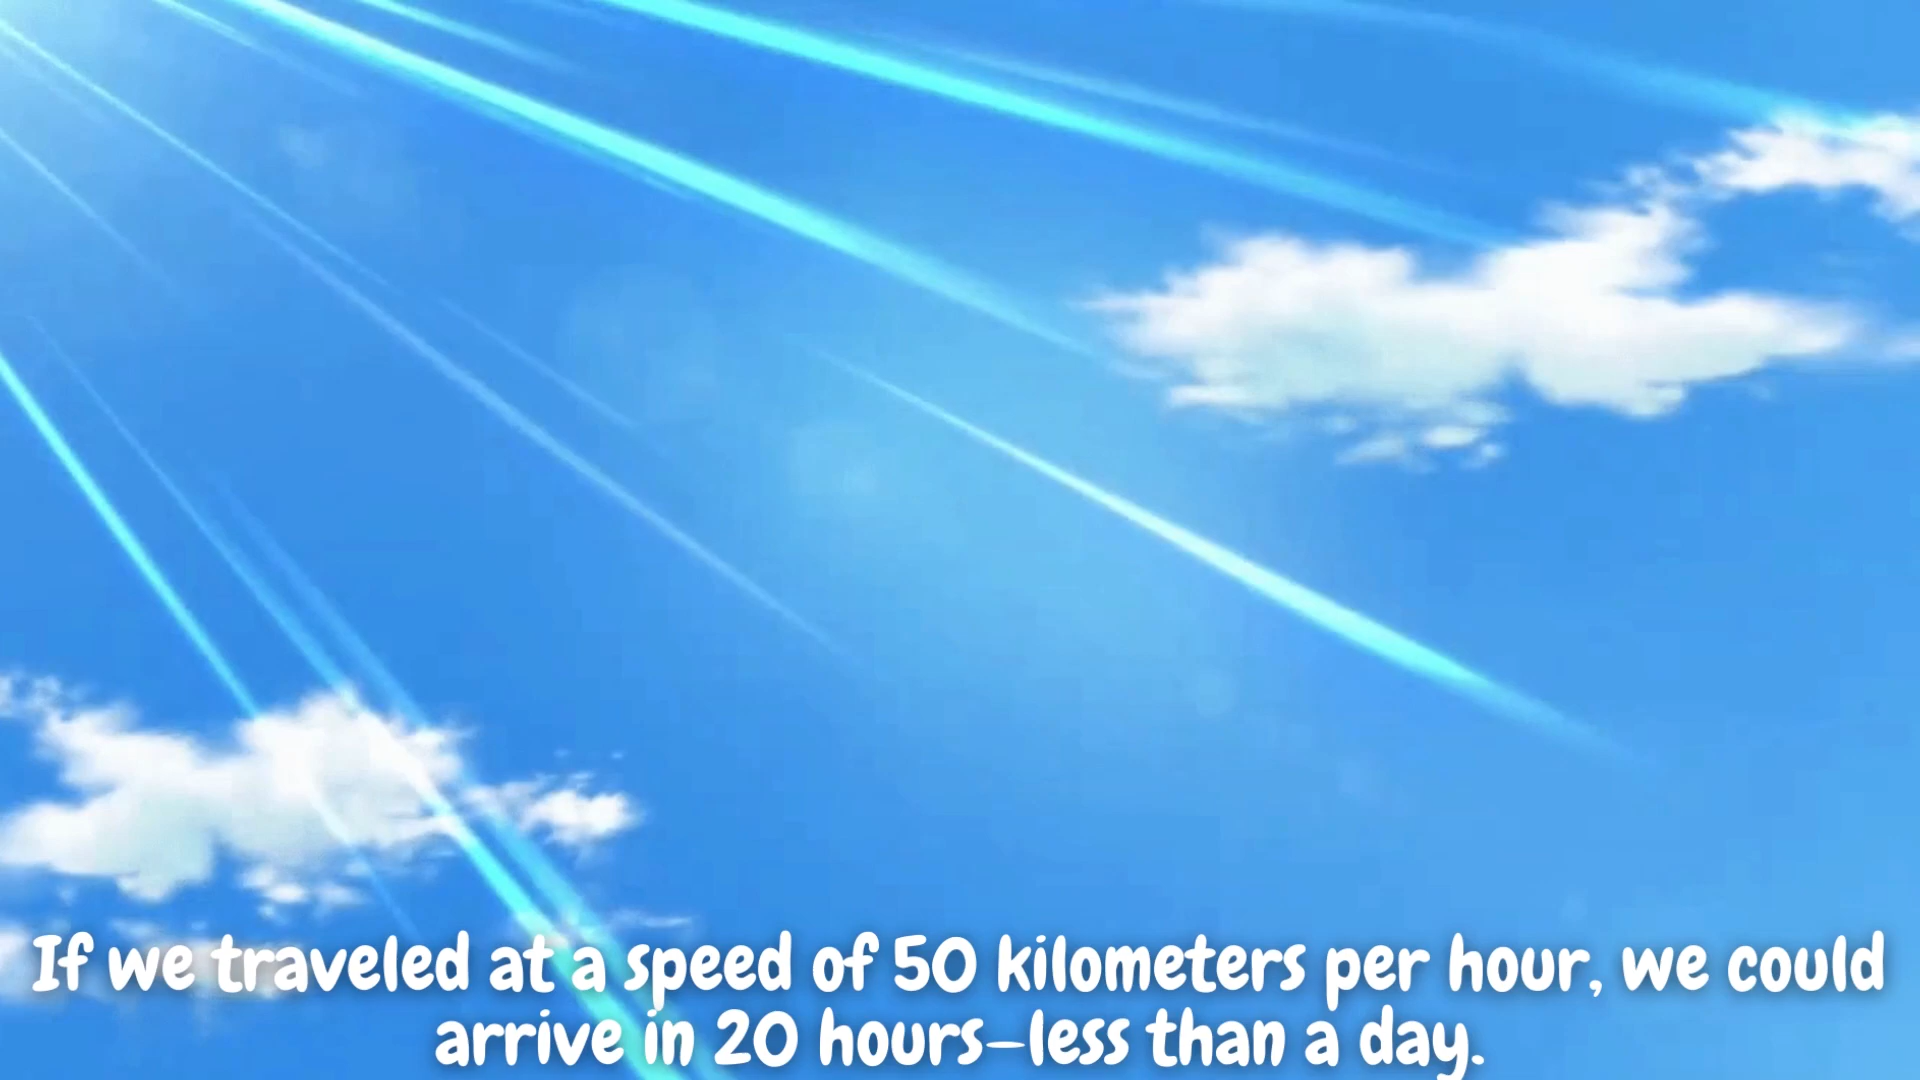 If we traveled at a speed of 50 kilometers per hour, we could
arrive in 20 hours—less than a day.